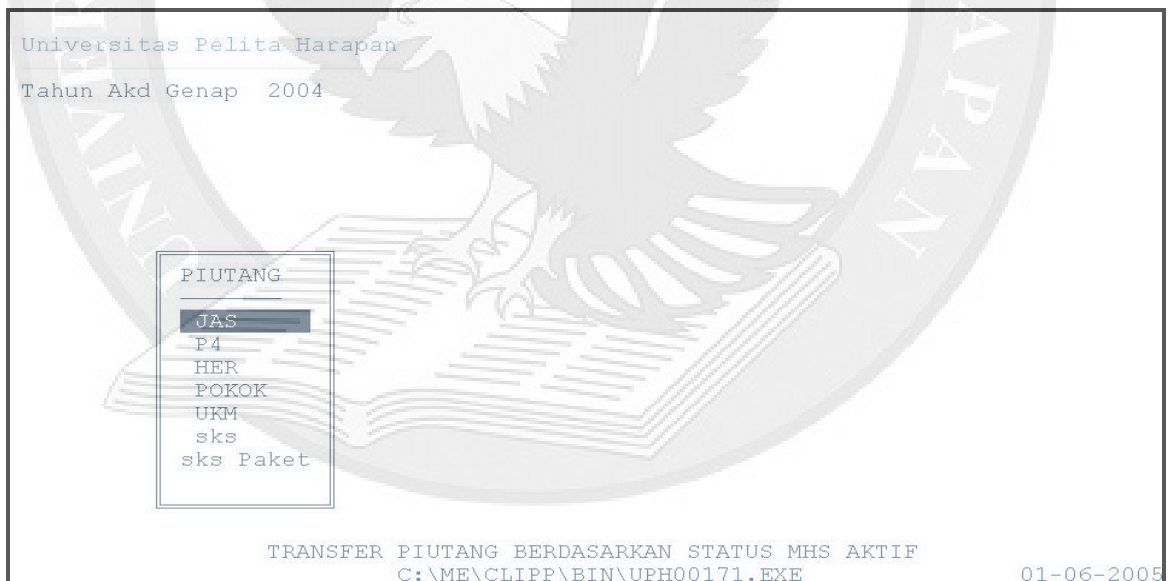 Universitas Pelita Harapan
Tahun Akd Genap  2004
PIUTANG
JAS
P4
HER
POKOK
UKM
sks
sks Paket
TRANSFER PIUTANG BERDASARKAN STATUS MHS AKTIF
C:\ME\CLIPP\BIN\UPH00171.EXE
01-06-2005